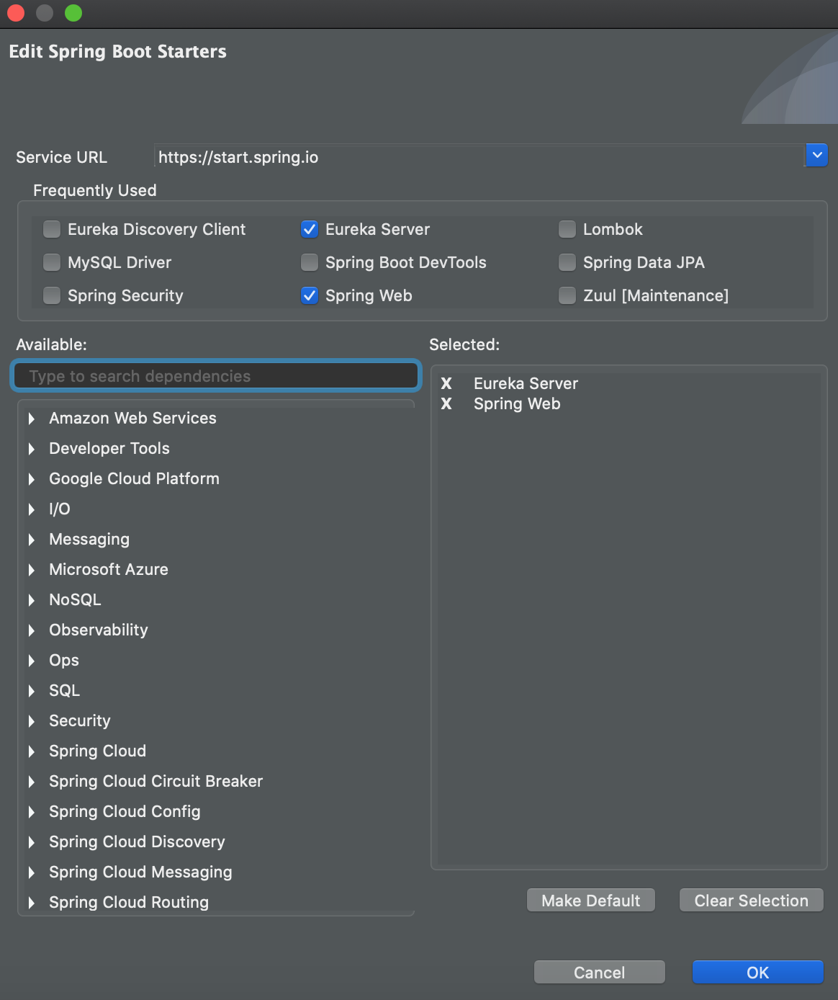 Edit Spring Boot Starters
Service URL https://start.spring.io
Frequently Used
Eureka Discovery Client Eureka Server Lombok
MySQL Driver Spring Boot DevTools Spring Data JPA
Spring Security Spring Web Zuul [Maintenance]
Available:
Type to search dependencies
Amazon Web Services
Developer Tools
Google Cloud Platform
I/O
Messaging
Microsoft Azure
NoSQL
Observability
Ops
SQL
Security
Spring Cloud
Spring Cloud Circuit Breaker
Spring Cloud Config
Spring Cloud Discovery
Spring Cloud Messaging
Spring Cloud Routing
Selected:
X Eureka Server
X Spring Web
Make Default Clear Selection
Cancel OK